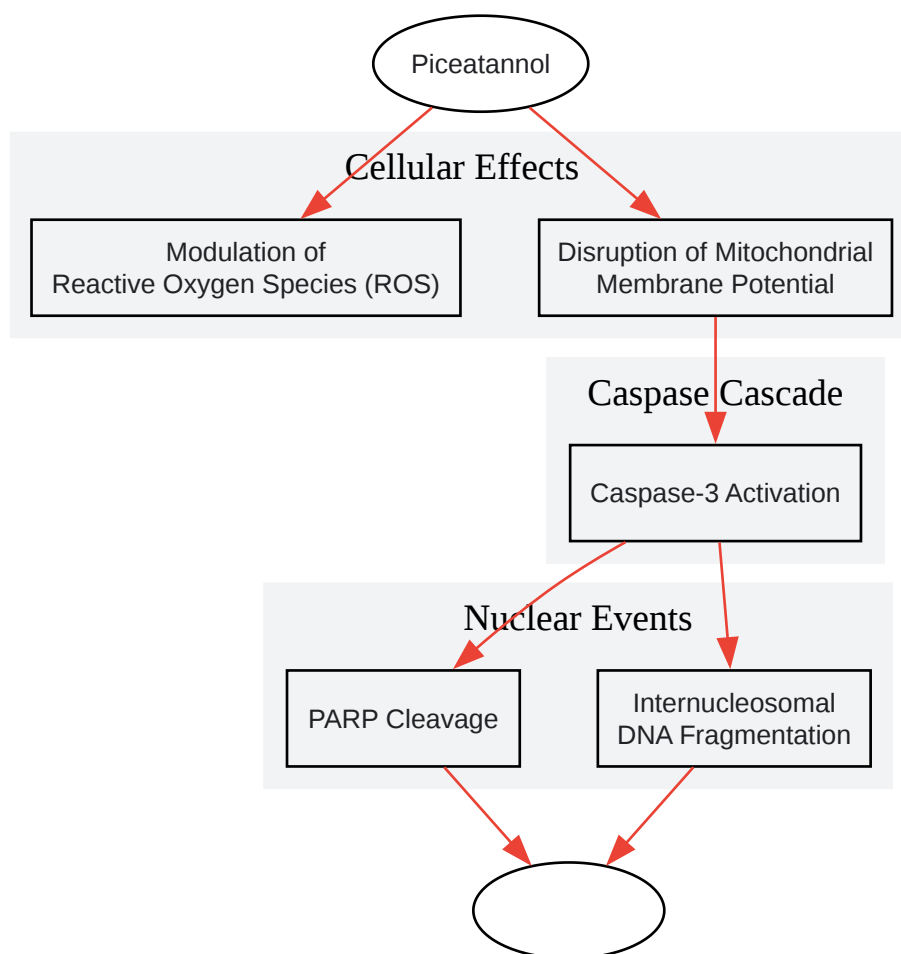 Piceatannol
Cellular Effects
Modulation of
Reactive Oxygen Species (ROS)
Disruption of Mitochondrial
Membrane Potential
Caspase Cascade
Caspase-3 Activation
Nuclear Events
PARP Cleavage
Internucleosomal
DNA Fragmentation